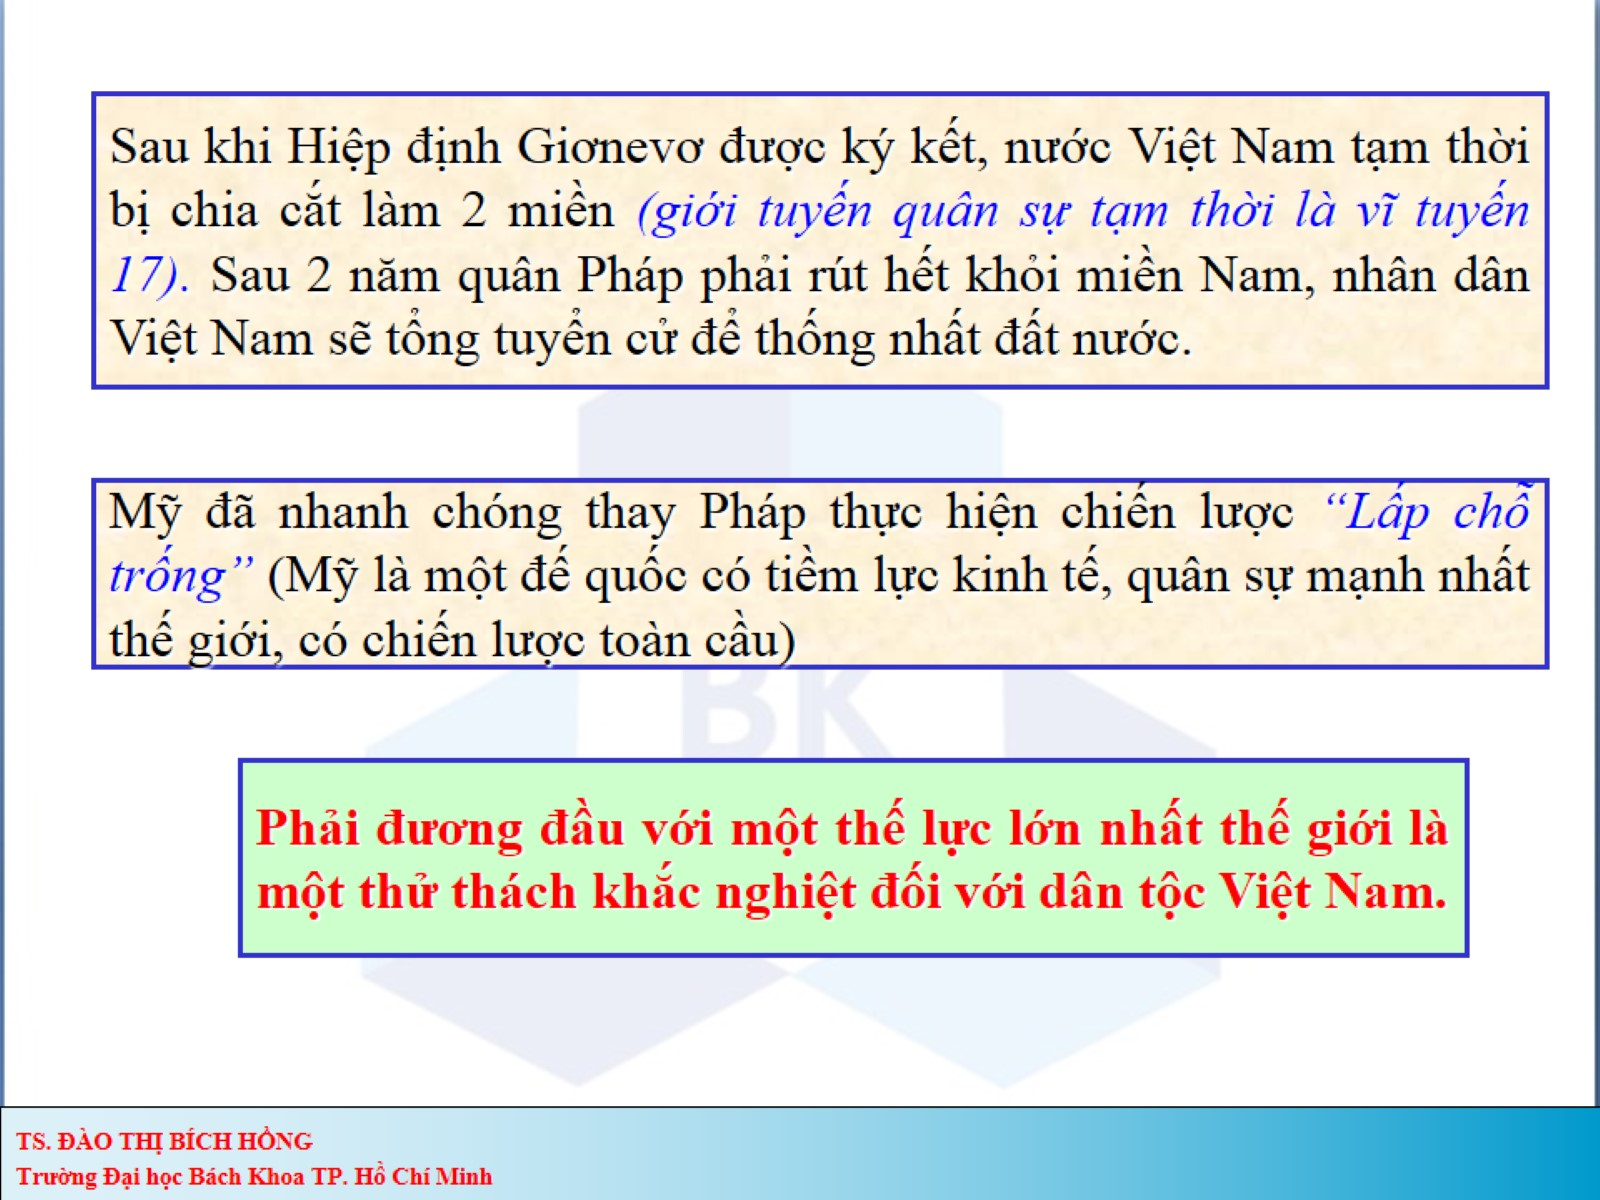 Sau khi Hiệp định Giơnevơ được ký kết, nước Việt Nam tạm thời
bị chia cắt làm 2 miền (giới tuyến quân sự tạm thời là vĩ tuyến
17). Sau 2 năm quân Pháp phải rút hết khỏi miền Nam, nhân dân
Việt Nam sẽ tổng tuyển cử để thống nhất đất nước.
Mỹ đã nhanh chóng thay Pháp thực hiện chiến lược “Lấp chỗ
trống” (Mỹ là một đế quốc có tiềm lực kinh tế, quân sự mạnh nhất
thế giới, có chiến lược toàn cầu)
BK
Phải đương đầu với một thế lực lớn nhất thế giới là
một thử thách khắc nghiệt đối với dân tộc Việt Nam.
TS. ĐÀO THỊ BÍCH HỒNG
Trường Đại học Bách Khoa TP. Hồ Chí Minh